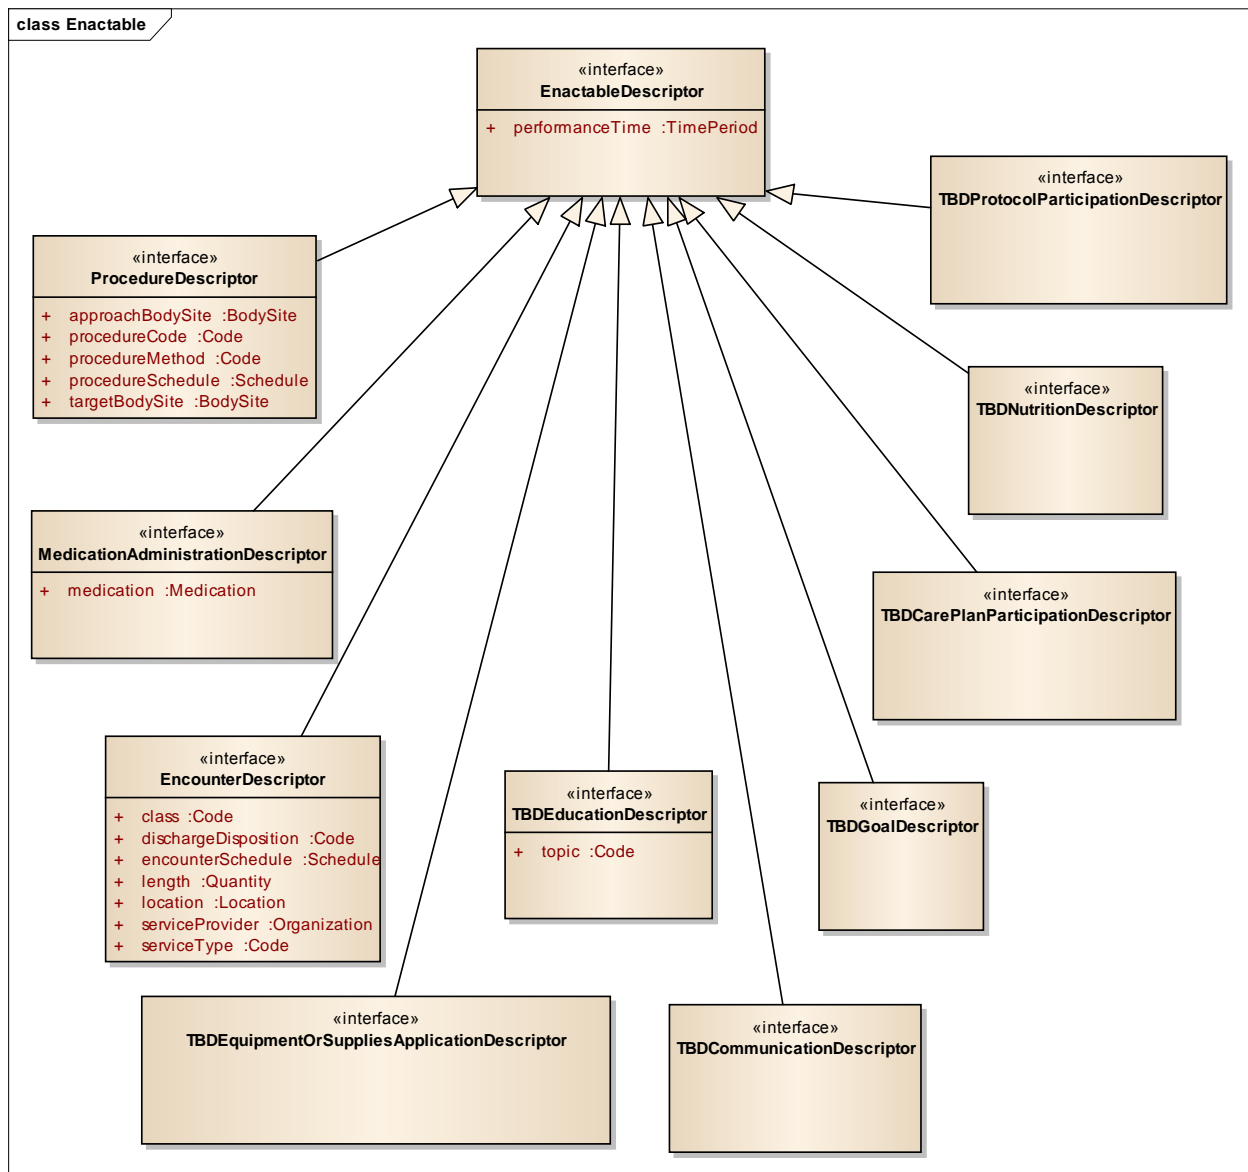 class Enactable
«interface»
EnactableDescriptor
+ performanceTime :TimePeriod
«interface»
TBDProtocolParticipationDescriptor
«interface»
ProcedureDescriptor
+ approachBodySite :BodySite
+ procedureCode :Code
+ procedureMethod :Code
+ procedureSchedule :Schedule
+ targetBodySite :BodySite
«interface»
TBDNutritionDescriptor
«interface»
MedicationAdministrationDescriptor
+ medication :Medication
«interface»
TBDCarePlanParticipationDescriptor
«interface»
EncounterDescriptor
+ class :Code
+ dischargeDisposition :Code
+ encounterSchedule :Schedule
+ length :Quantity
+ location :Location
+ serviceProvider :Organization
+ serviceType :Code
«interface»
TBDEducationDescriptor
+ topic :Code
«interface»
TBDGoalDescriptor
«interface»
TBDEquipmentOrSuppliesApplicationDescriptor
«interface»
TBDCommunicationDescriptor